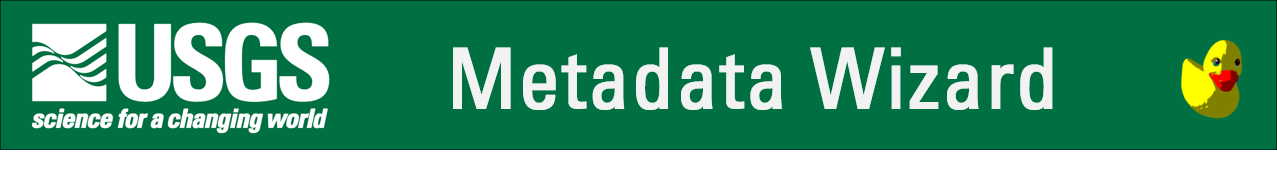 USGS
science for a changing world
Metadata Wizard